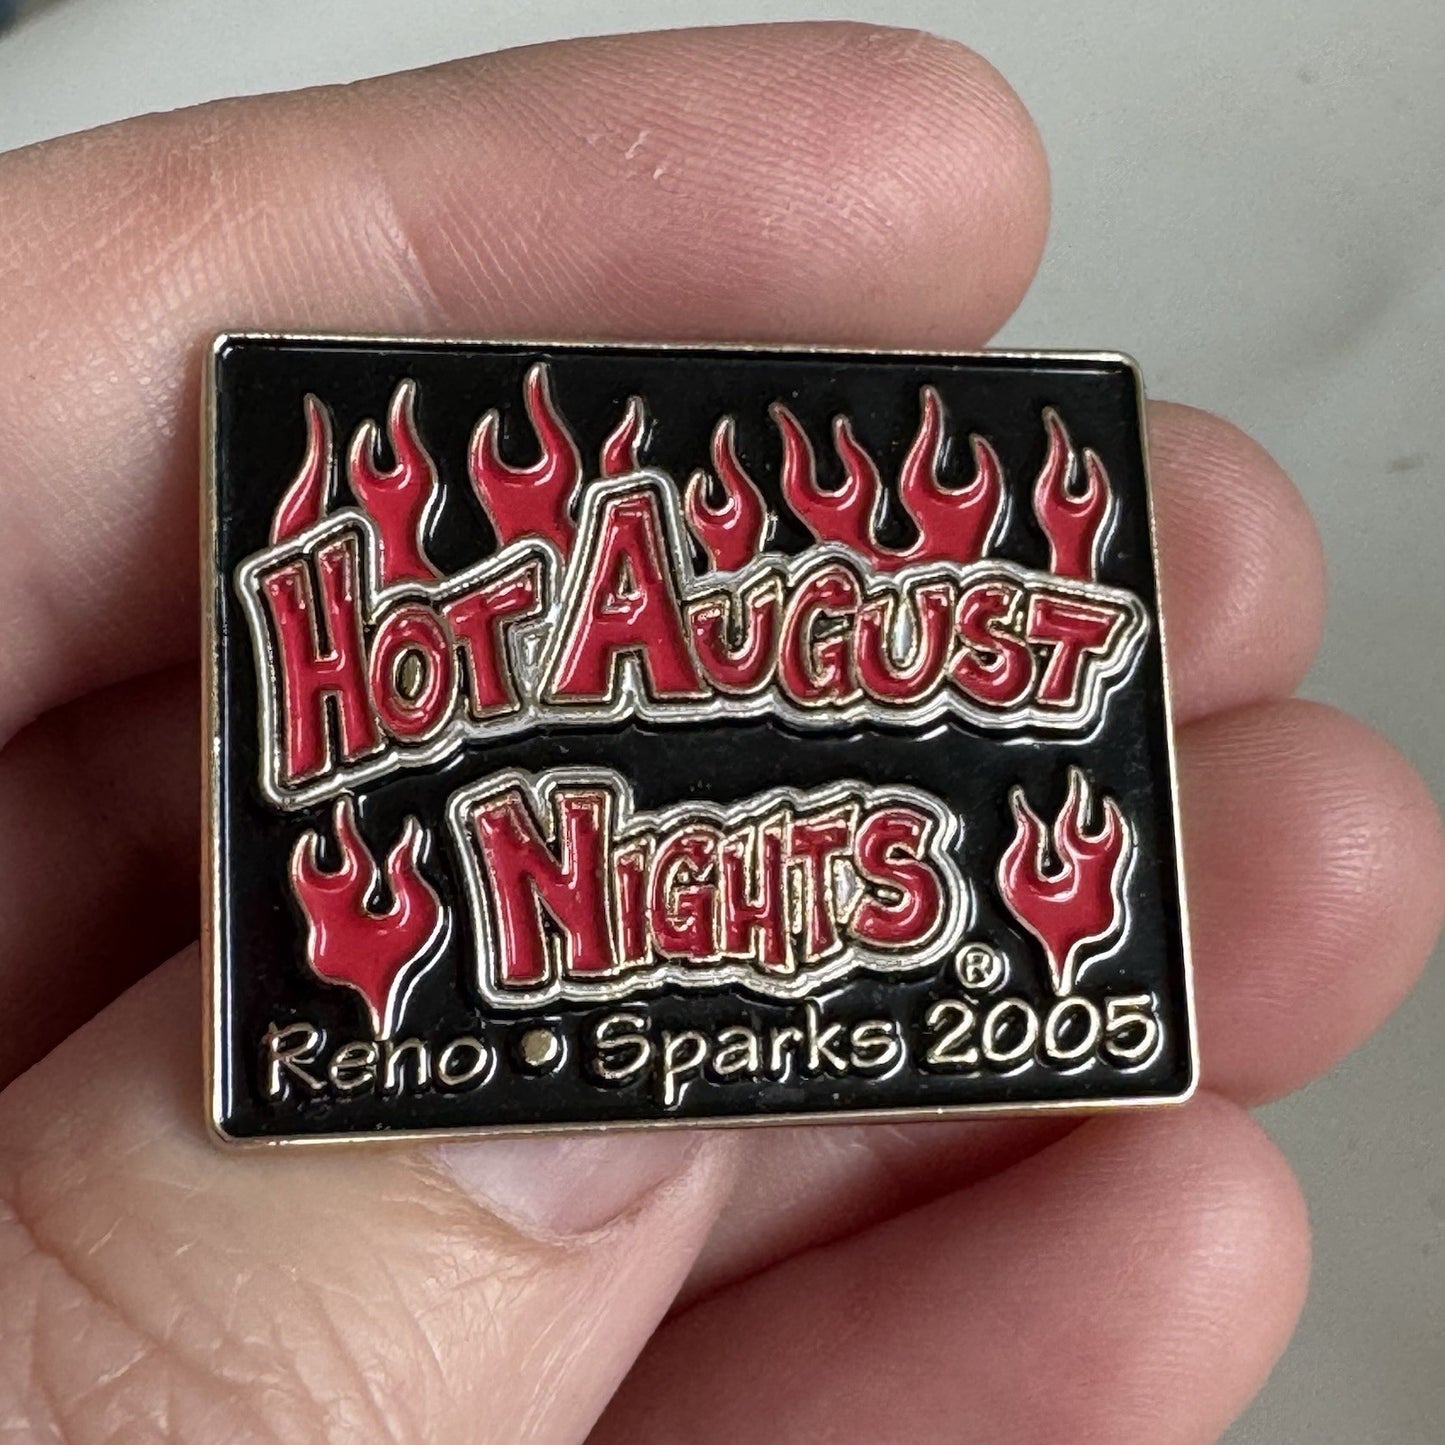 Hot August
Nights®
Reno • Sparks 2005